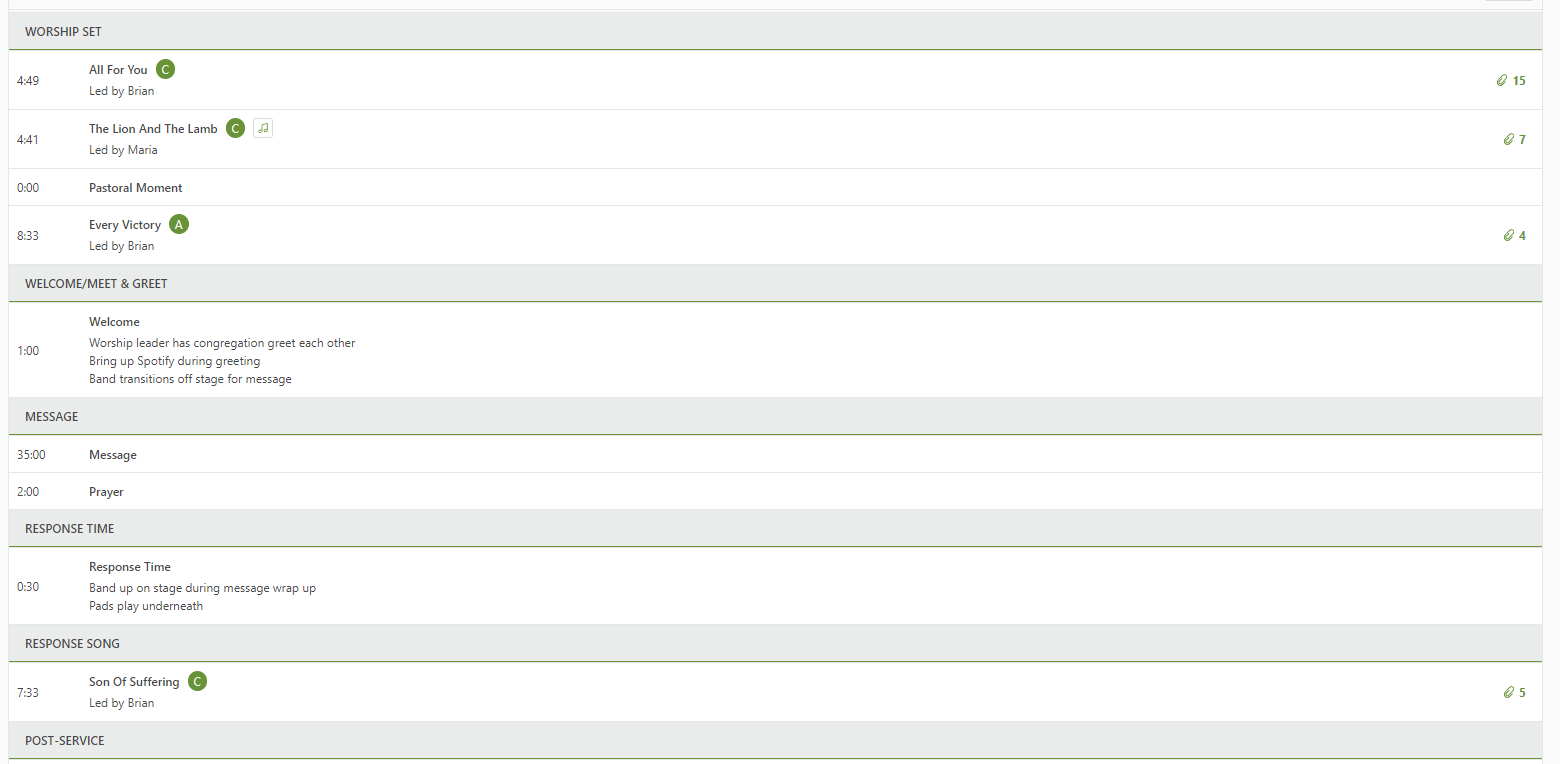 WORSHIP SET
4:49 All For You C
Led by Brian
15
4:41 The Lion And The Lamb C
Led by Maria
7
0:00 Pastoral Moment
8:33 Every Victory A
Led by Brian
4
WELCOME/MEET & GREET
1:00 Welcome
Worship leader has congregation greet each other
Bring up Spotify during greeting
Band transitions off stage for message
MESSAGE
35:00 Message
2:00 Prayer
RESPONSE TIME
0:30 Response Time
Band up on stage during message wrap up
Pads play underneath
RESPONSE SONG
7:33 Son Of Suffering C
Led by Brian
5
POST-SERVICE